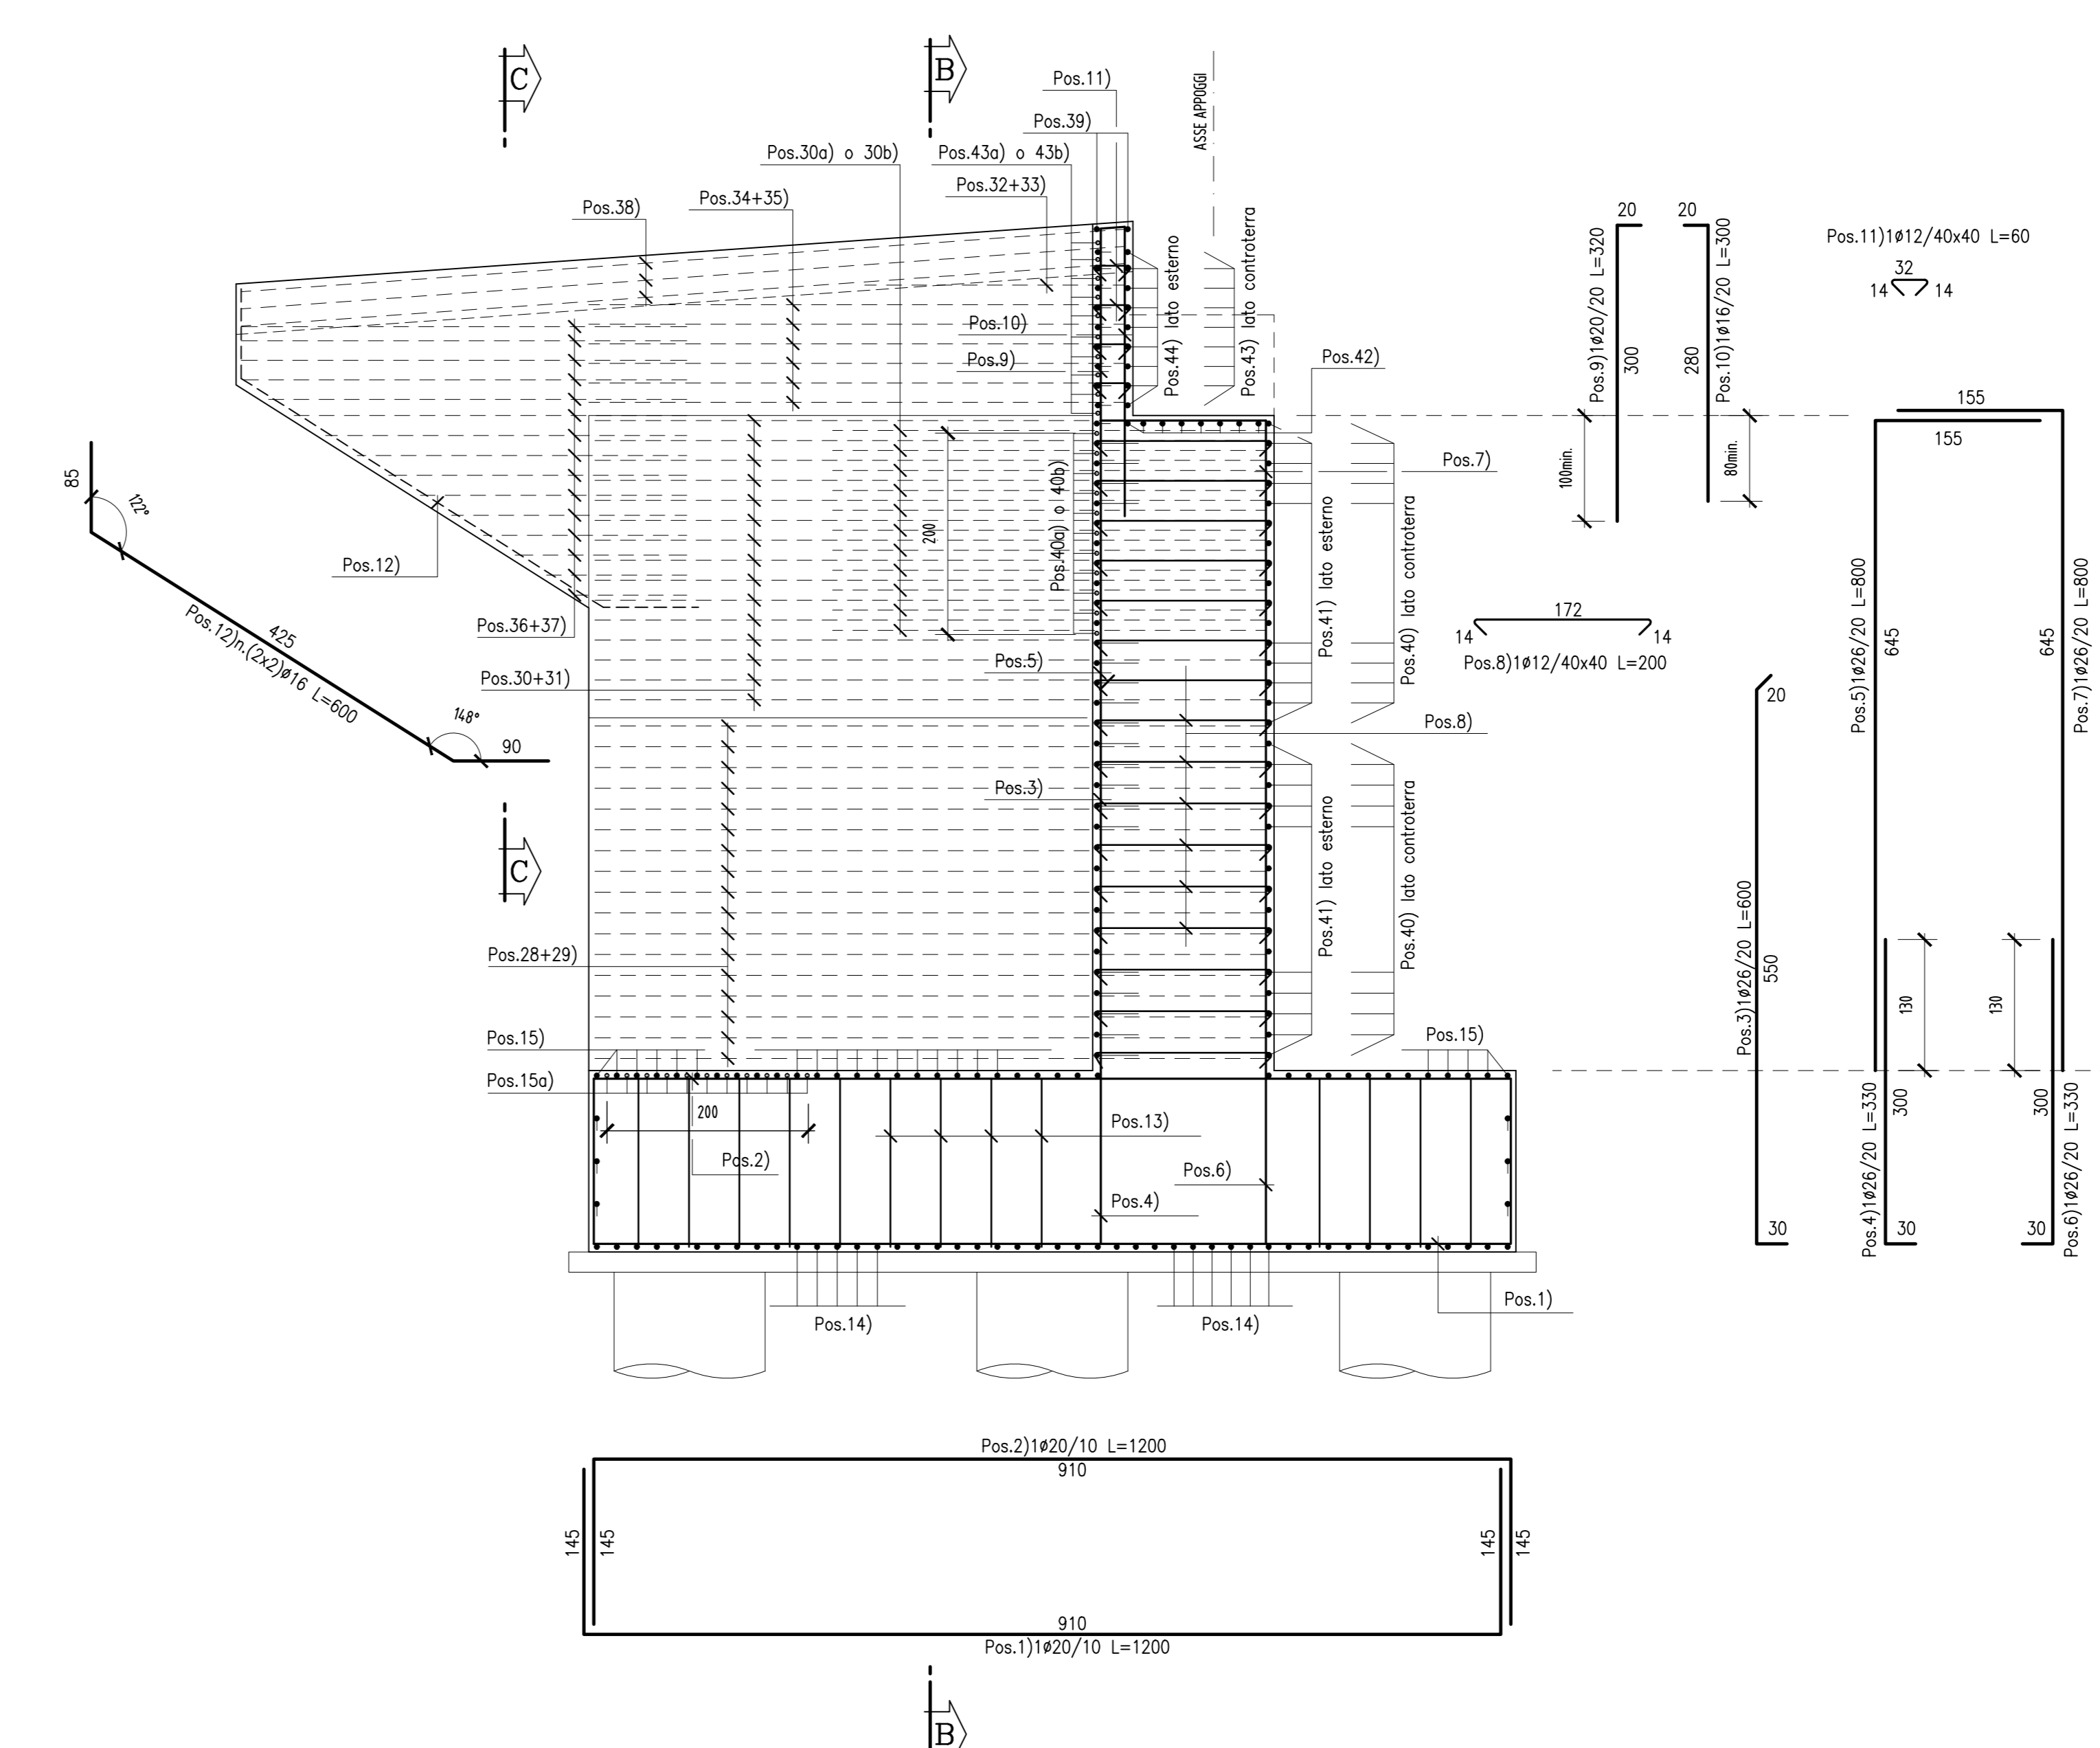 C
B
Pos.11)
ASSE APPOGGI
Pos.39)
Pos.30a) o 30b)
Pos.43a) o 43b)
Pos.34+35)
Pos.32+33)
Pos.38)
Pos.44) lato esterno
Pos.43) lato controterra
Pos.10)
Pos.9)
Pos.42)
Pos.7)
200
Pos.40a) o 40b)
Pos.41) lato esterno
Pos.40) lato controterra
Pos.12)
Pos.36+37)
Pos.30+31)
Pos.5)
Pos.8)
Pos.3)
Pos.41) lato esterno
Pos.40) lato controterra
C
Pos.28+29)
Pos.15)
Pos.15a)
Pos.15)
200
Pos.2)
Pos.13)
Pos.6)
Pos.4)
Pos.14)
Pos.14)
Pos.1)
85
122°
425
Pos.12)n.(2x2)ø16 L=600
148°
90
20
20
Pos.9)1ø20/20 L=320
300
280
Pos.10)1ø16/20 L=300
100min.
80min.
Pos.11)1ø12/40x40 L=60
32
14
14
172
14
14
Pos.8)1ø12/40x40 L=200
155
155
Pos.5)1ø26/20 L=800
645
645
Pos.7)1ø26/20 L=800
20
Pos.3)1ø26/20 L=600
550
30
130
130
Pos.4)1ø26/20 L=330
300
300
Pos.6)1ø26/20 L=330
30
30
Pos.2)1ø20/10 L=1200
910
145
145
145
145
910
Pos.1)1ø20/10 L=1200
B